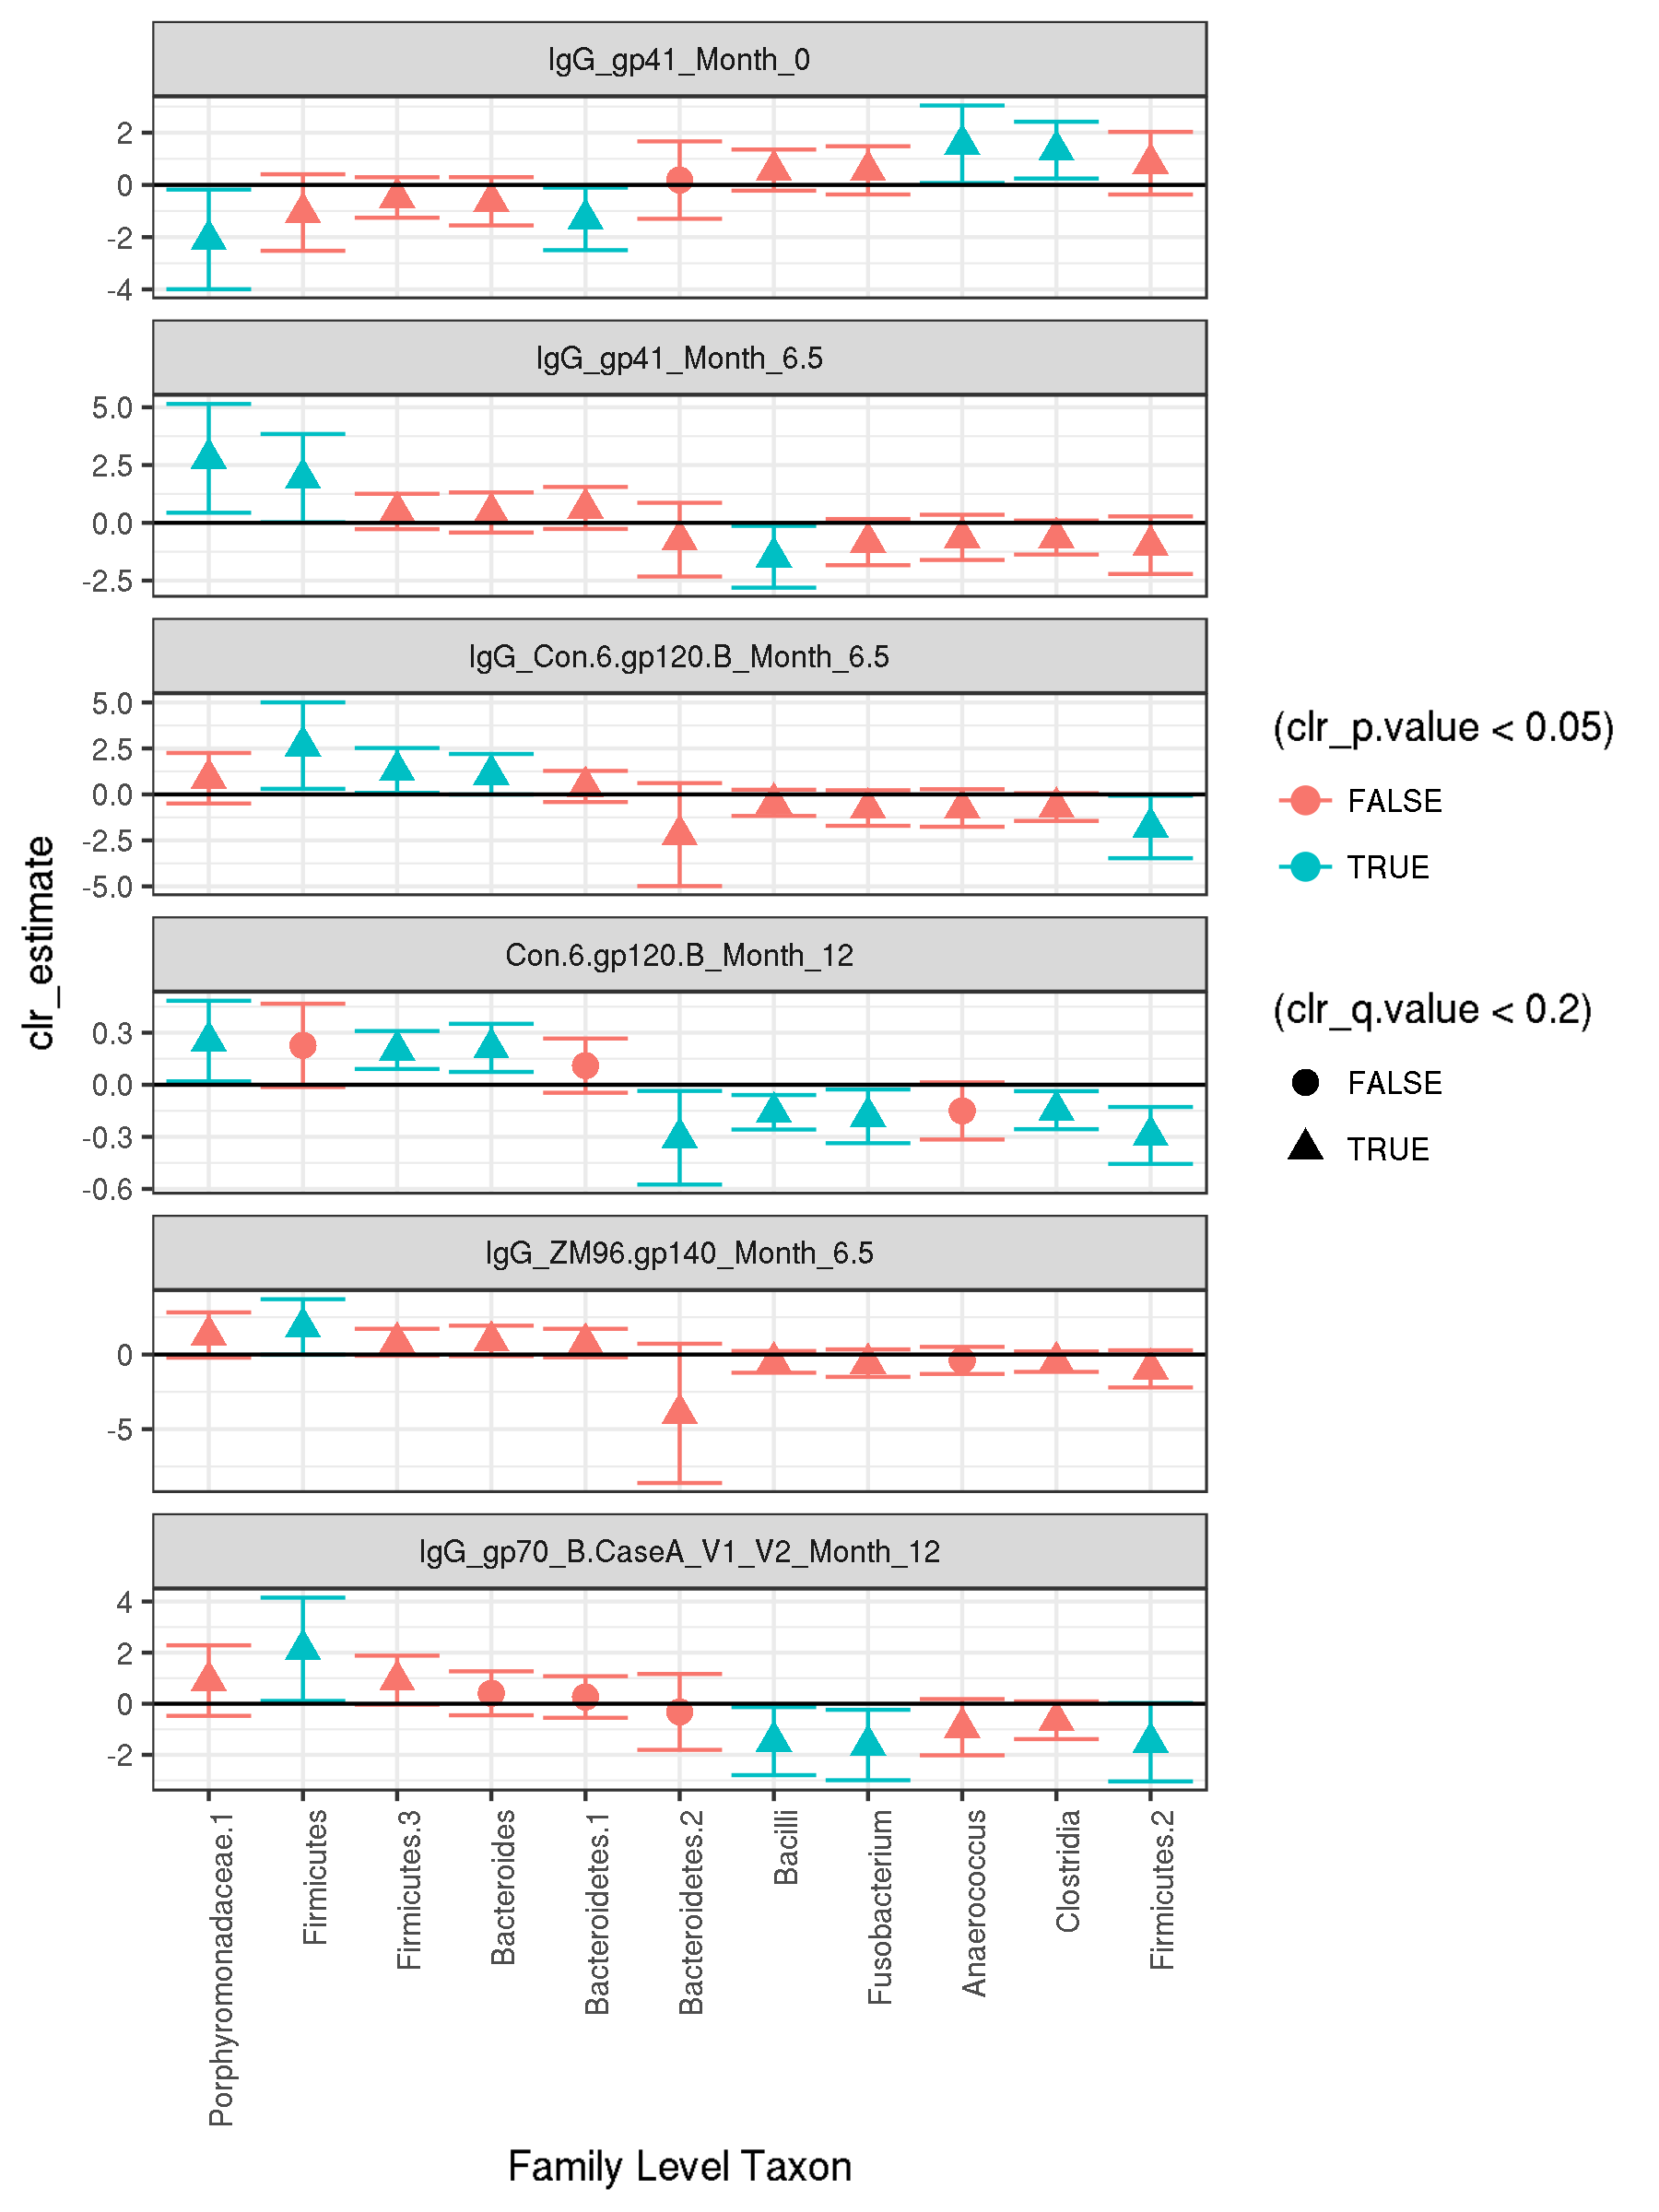 IgG_gp41_Month_0
2
0
-2
-4
IgG_gp41_Month_6.5
5.0
2.5
0.0
-2.5
IgG_Con.6.gp120.B_Month_6.5
5.0
2.5
0.0
-2.5
-5.0
Con.6.gp120.B_Month_12
0.3
0.0
-0.3
-0.6
IgG_ZM96.gp140_Month_6.5
0
-5
IgG_gp70_B.CaseA_V1_V2_Month_12
4
2
0
-2
clr_estimate
Porphyromonadaceae.1
Firmicutes
Firmicutes.3
Bacteroides
Bacteroidetes.1
Bacteroidetes.2
Bacilli
Fusobacterium
Anaerococcus
Clostridia
Firmicutes.2
Family Level Taxon
(clr_p.value < 0.05)
FALSE
TRUE
(clr_q.value < 0.2)
FALSE
TRUE